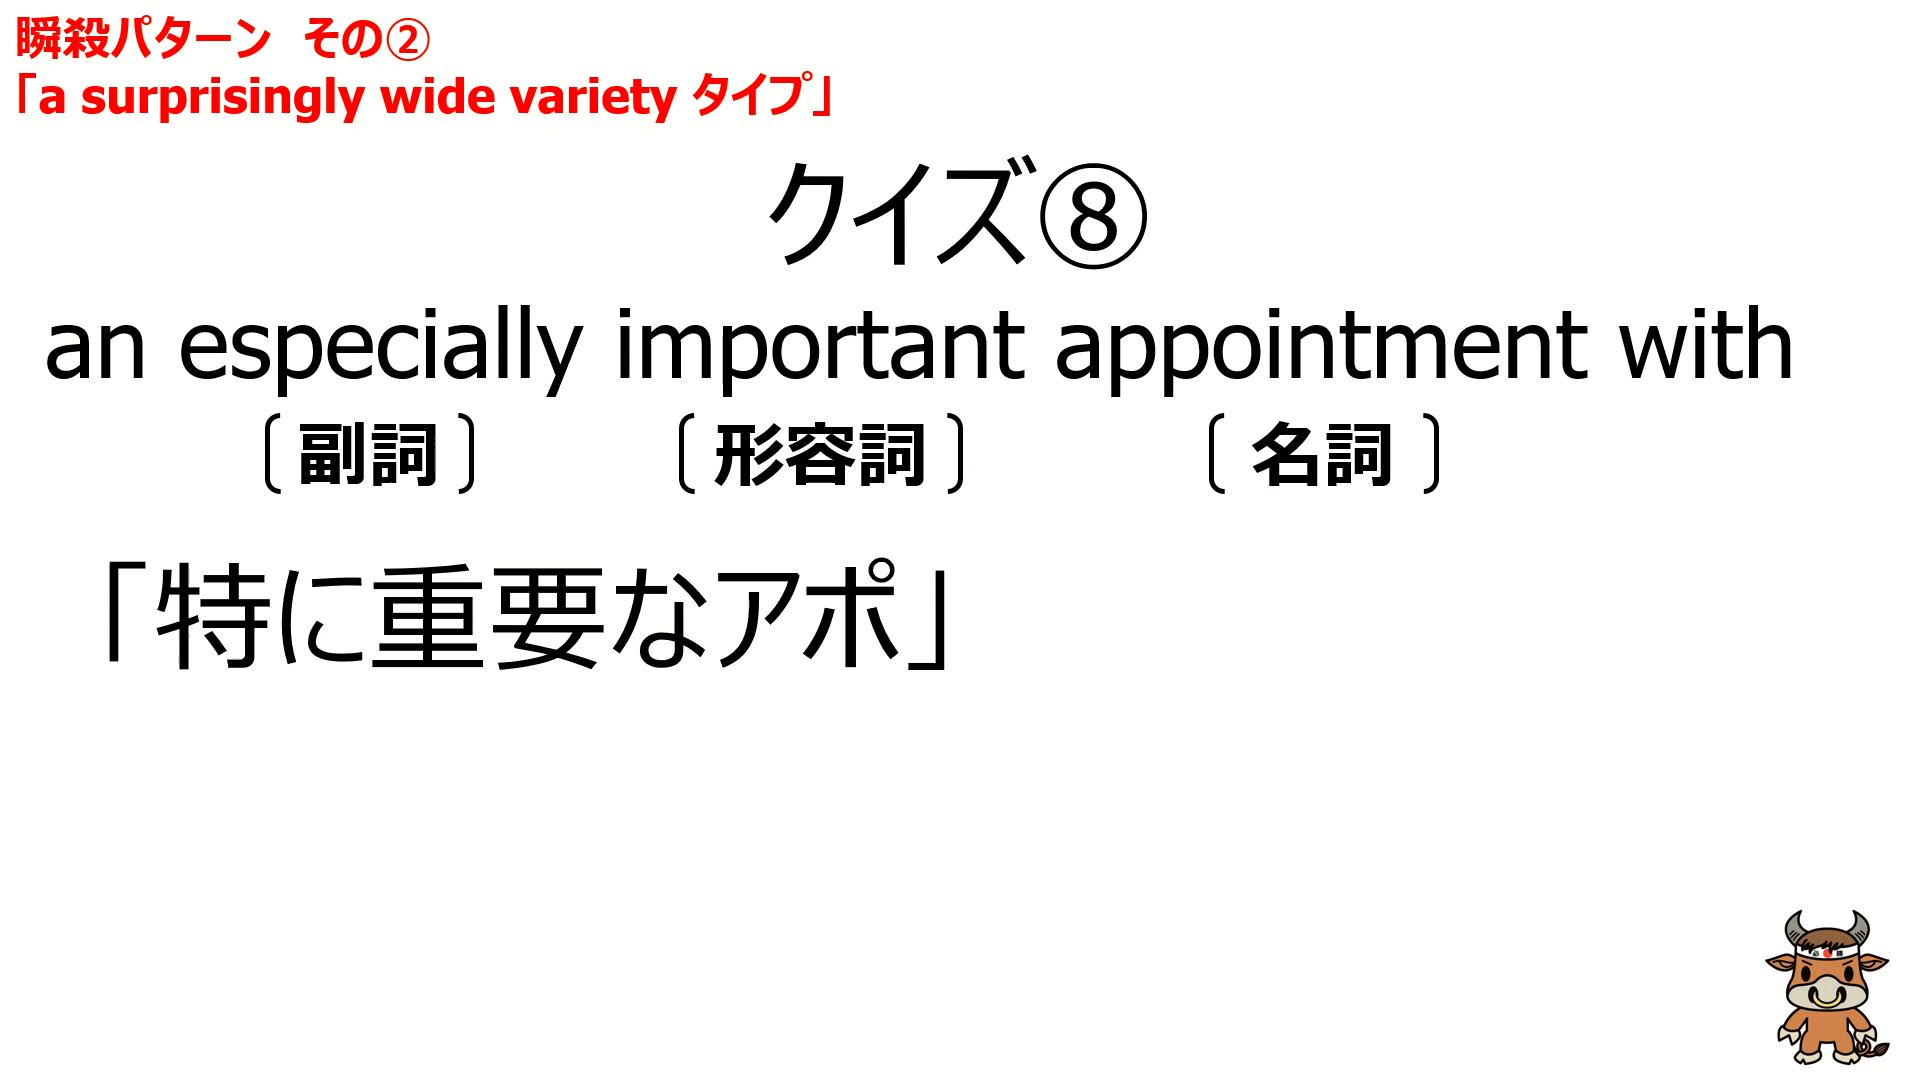 瞬殺パターン　その②
「a surprisingly wide variety タイプ」
クイズ⑧
an especially important appointment with
〔 副詞 〕 〔 形容詞 〕 〔 名詞 〕
「特に重要なアポ」
必 勝